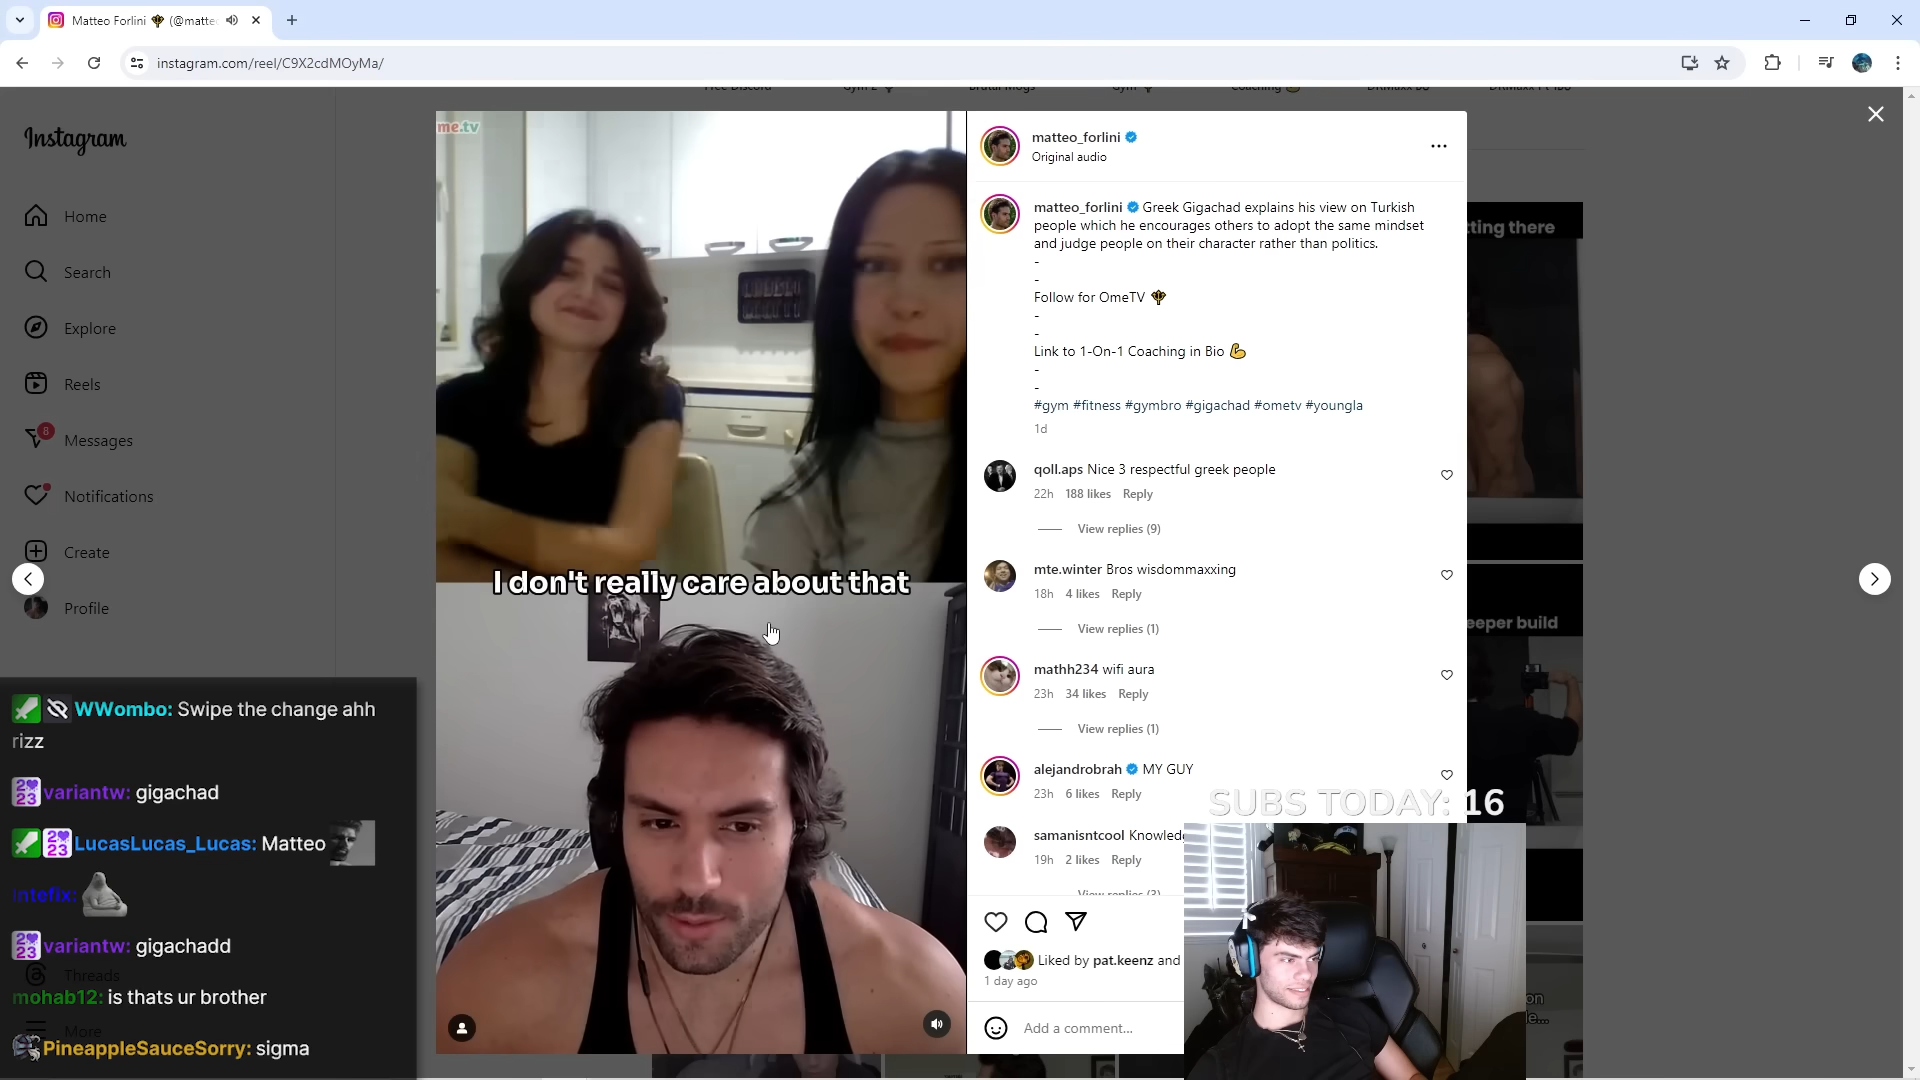 Matteo Forlini (@matte
instagram.com/reel/C9X2cdMOyMa/
Free Discord
Gym 2
Brutal Mogs
Gym
Coaching
Instagram
Home
Search
Explore
Reels
8
Messages
Notifications
Create
Profile
Threads
More
me.tv
I don't really care about that
matteo_forlini
Original audio
matteo_forlini Greek Gigachad explains his view on Turkish
people which he encourages others to adopt the same mindset
and judge people on their character rather than politics.
-
-
Follow for OmeTV
-
-
Link to 1-On-1 Coaching in Bio
-
-
#gym #fitness #gymbro #gigachad #ometv #youngla
1d
qoll.aps Nice 3 respectful greek people
22h 188 likes Reply
View replies (9)
mte.winter Bros wisdommaxxing
18h 4 likes Reply
View replies (1)
mathh234 wifi aura
23h 34 likes Reply
View replies (1)
alejandrobrah MY GUY
23h 6 likes Reply
samanisntcool
19h 2 likes Reply
View replies (3)
Liked by pat.keenz and
1 day ago
Add a comment...
tting there
eeper build
on
le...
SUBS TODAY: 16
WWombo: Swipe the change ahh
rizz
2023 variantw: gigachad
2023 LucasLucas_Lucas: Matteo
intefix:
2023 variantw: gigachadd
mohab12: is thats ur brother
PineappleSauceSorry: sigma